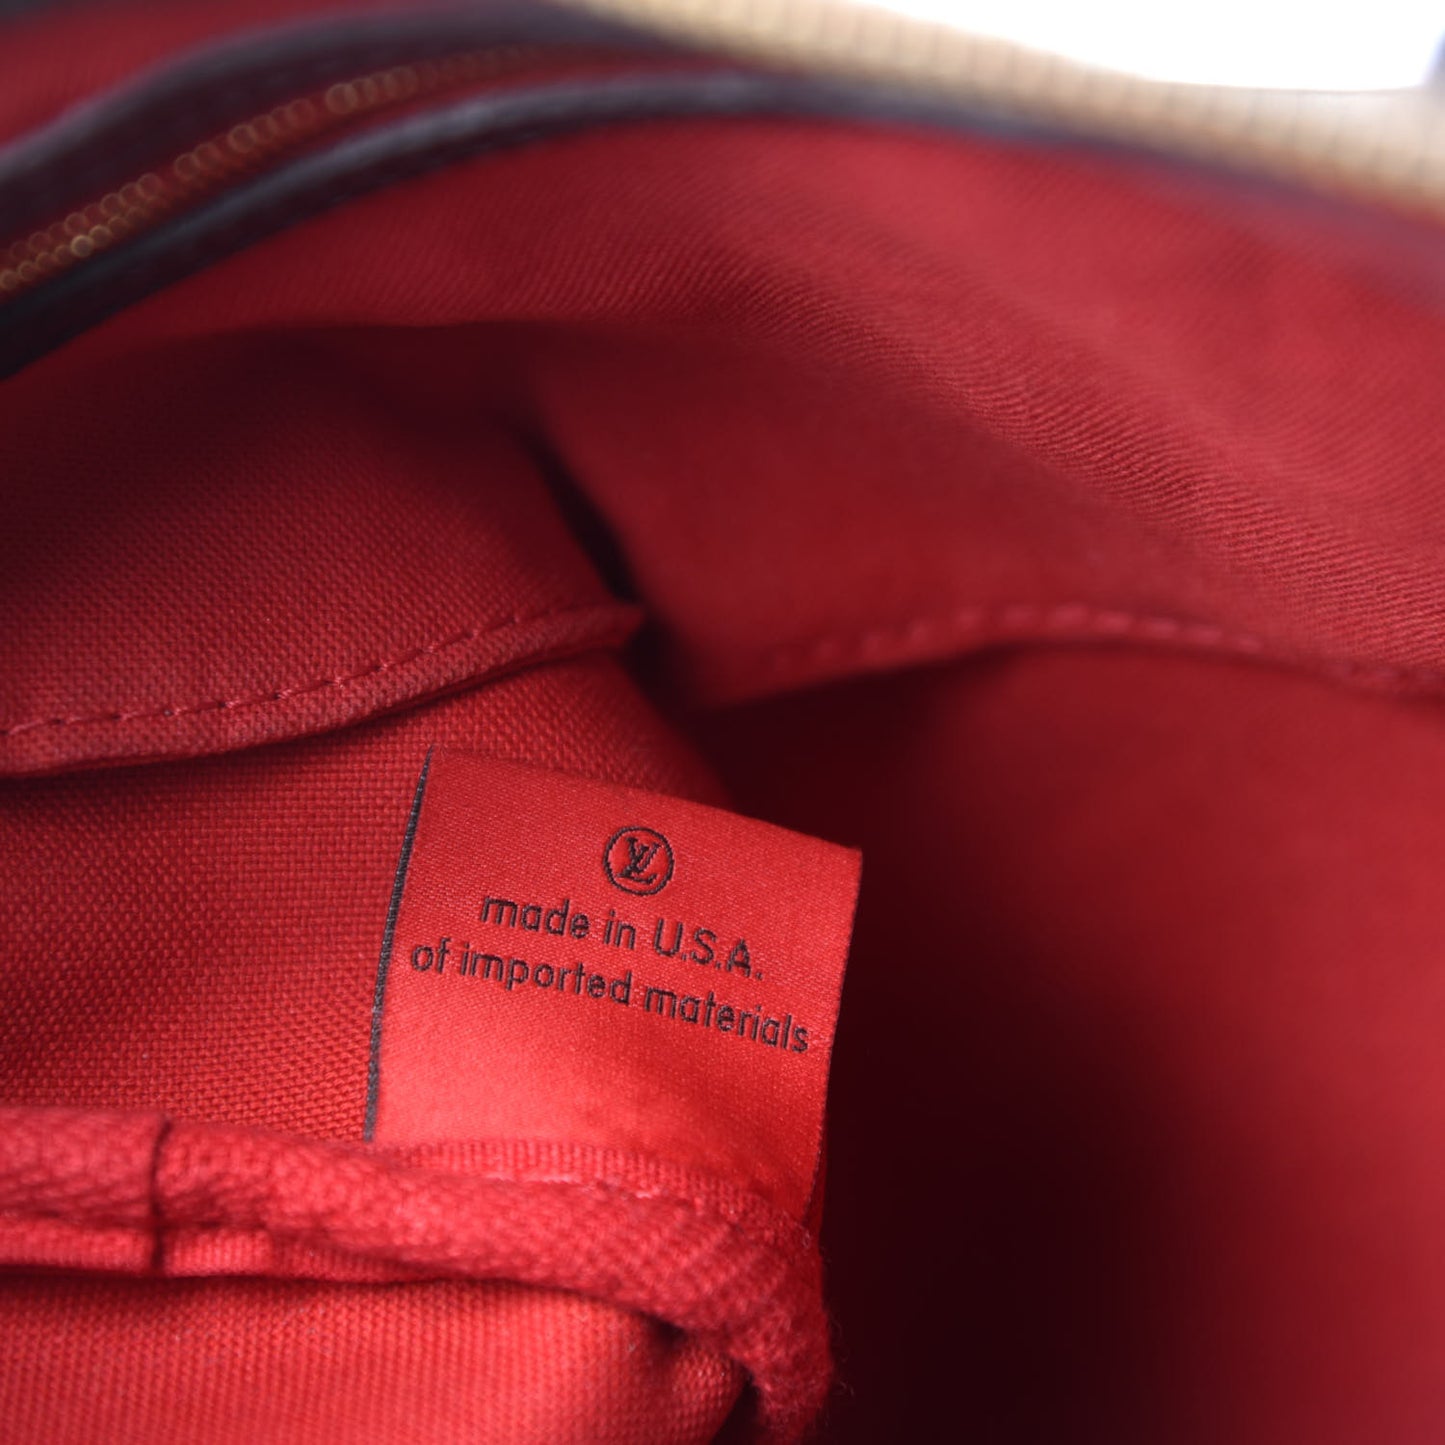 LV
made in U.S.A.
of imported materials